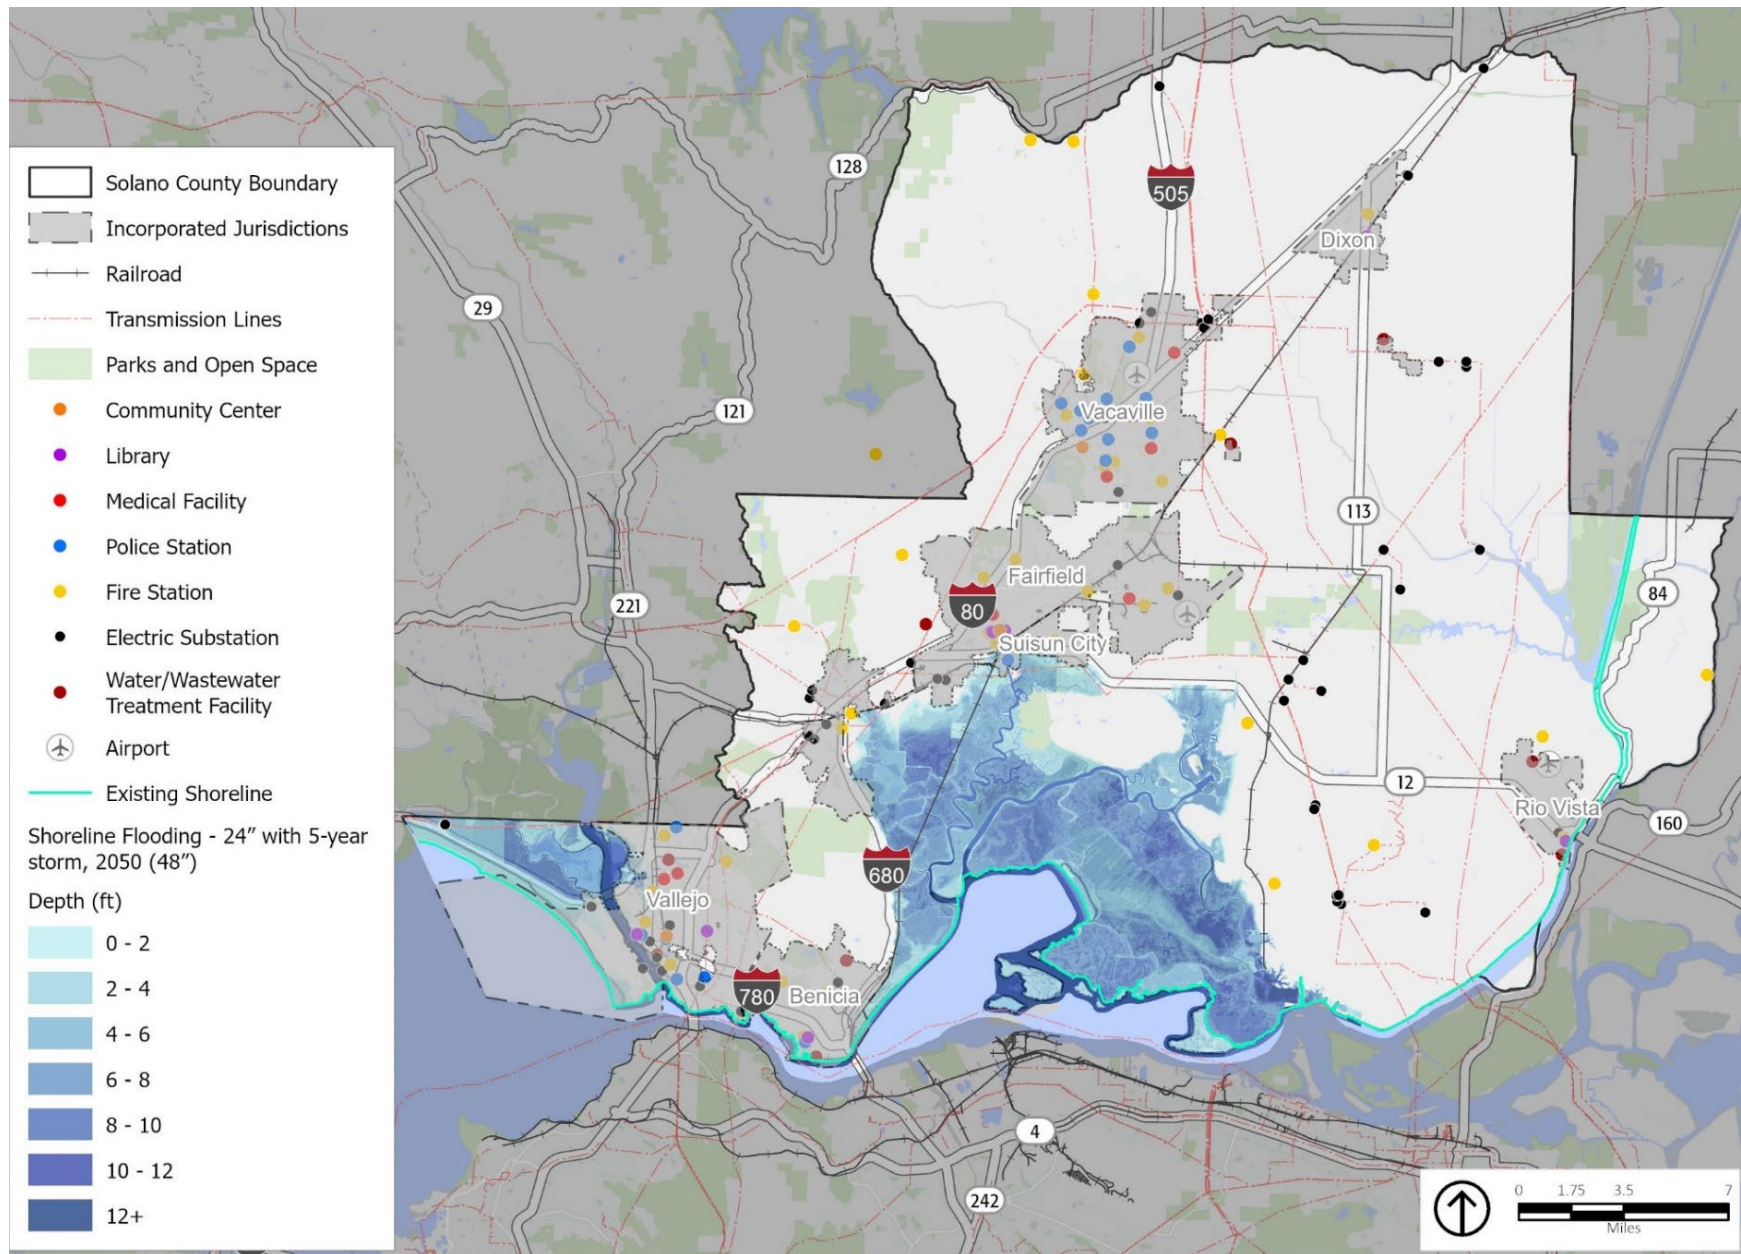 Solano County Boundary
Incorporated Jurisdictions
Railroad
Transmission Lines
Parks and Open Space
Community Center
Library
Medical Facility
Police Station
Fire Station
Electric Substation
Water/Wastewater
Treatment Facility
Airport
Existing Shoreline
Shoreline Flooding - 24” with 5-year
storm, 2050 (48”)
Depth (ft)
0 - 2
2 - 4
4 - 6
6 - 8
8 - 10
10 - 12
12+
128
505
Dixon
29
121
Vacaville
113
Fairfield
80
221
84
Suisun City
12
Rio Vista
160
680
Vallejo
780
Benicia
4
242
0 1.75 3.5 7
Miles